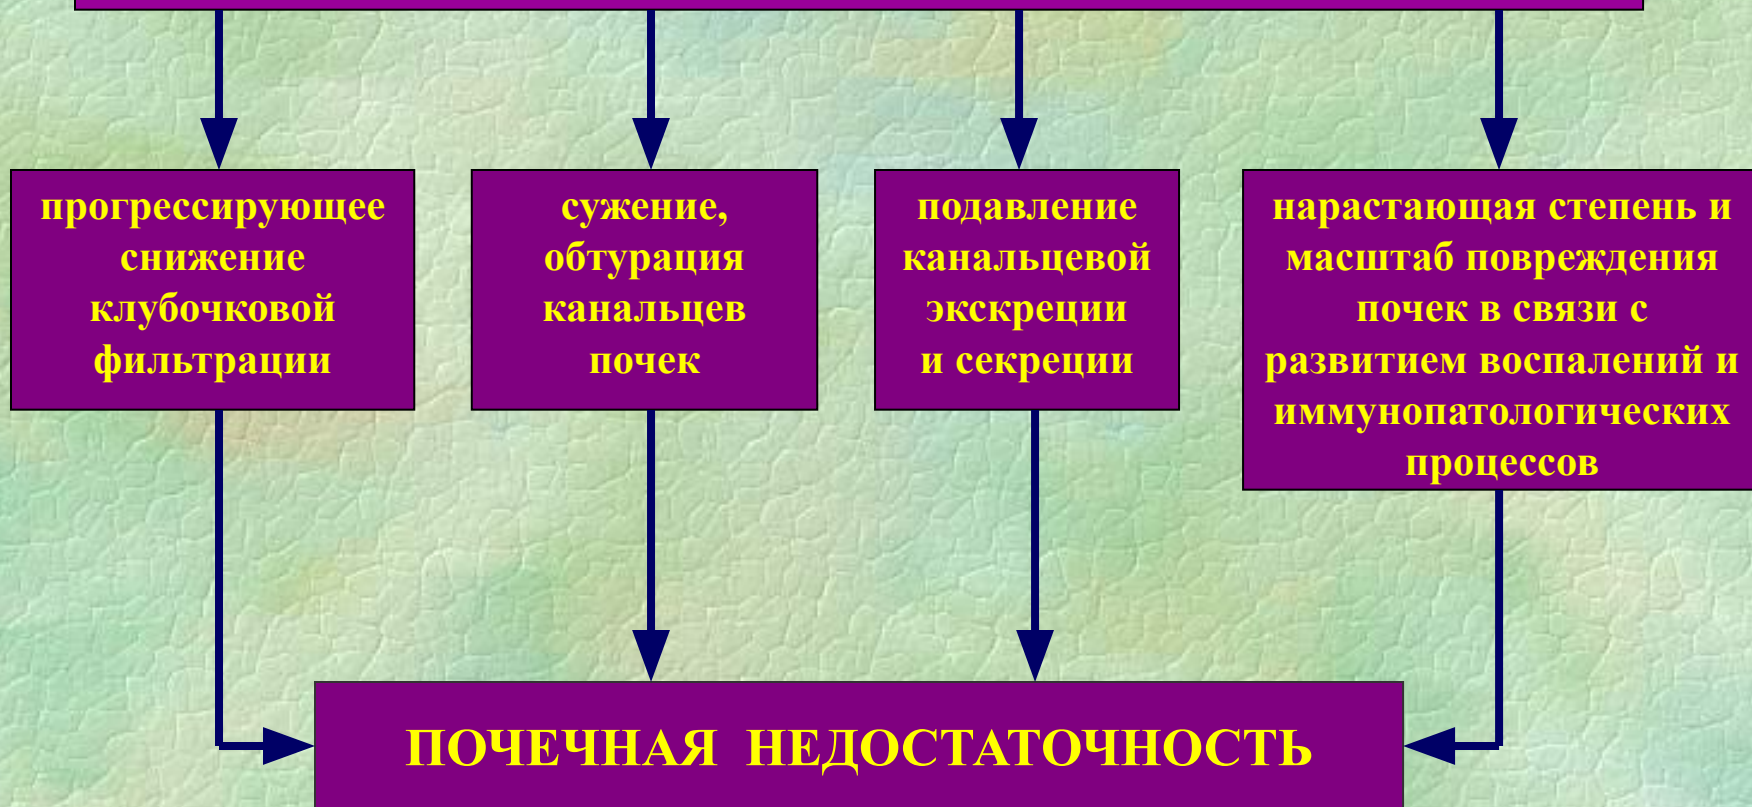 прогрессирующее
снижение
клубочковой
фильтрации
сужение,
обтурация
канальцев
почек
подавление
канальцевой
экскреции
и секреции
нарастающая степень и
масштаб повреждения
почек в связи с
развитием воспалений и
иммунопатологических
процессов
ПОЧЕЧНАЯ НЕДОСТАТОЧНОСТЬ